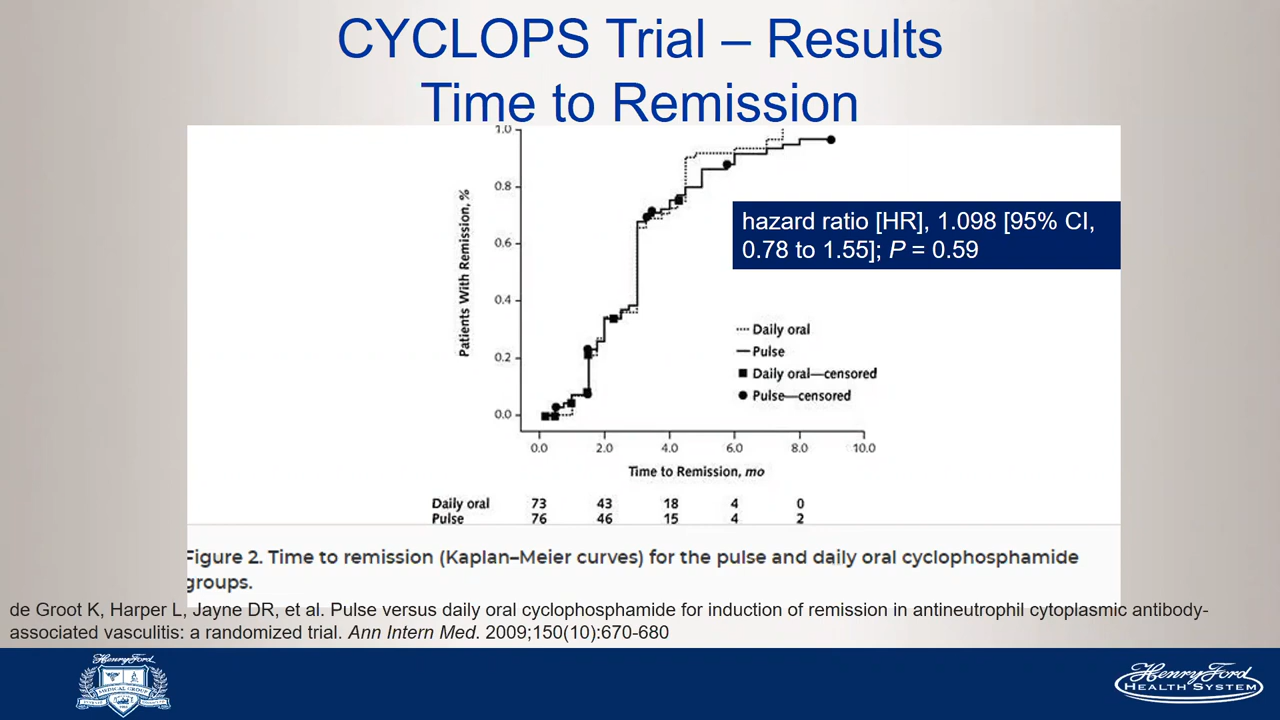 CYCLOPS Trial – Results
Time to Remission
1.0
0.8
0.6
0.4
0.2
0.0
Patients With Remission, %
hazard ratio [HR], 1.098 [95% CI,
0.78 to 1.55]; P = 0.59
Daily oral
Pulse
Daily oral—censored
Pulse—censored
0.0 2.0 4.0 6.0 8.0 10.0
Time to Remission, mo
Daily oral 73 43 18 4 0
Pulse 76 46 15 4 2
Figure 2. Time to remission (Kaplan–Meier curves) for the pulse and daily oral cyclophosphamide
groups.
de Groot K, Harper L, Jayne DR, et al. Pulse versus daily oral cyclophosphamide for induction of remission in antineutrophil cytoplasmic antibody-
associated vasculitis: a randomized trial. Ann Intern Med. 2009;150(10):670-680
Henry Ford
MEDICAL GROUP
Henry Ford
HEALTH SYSTEM